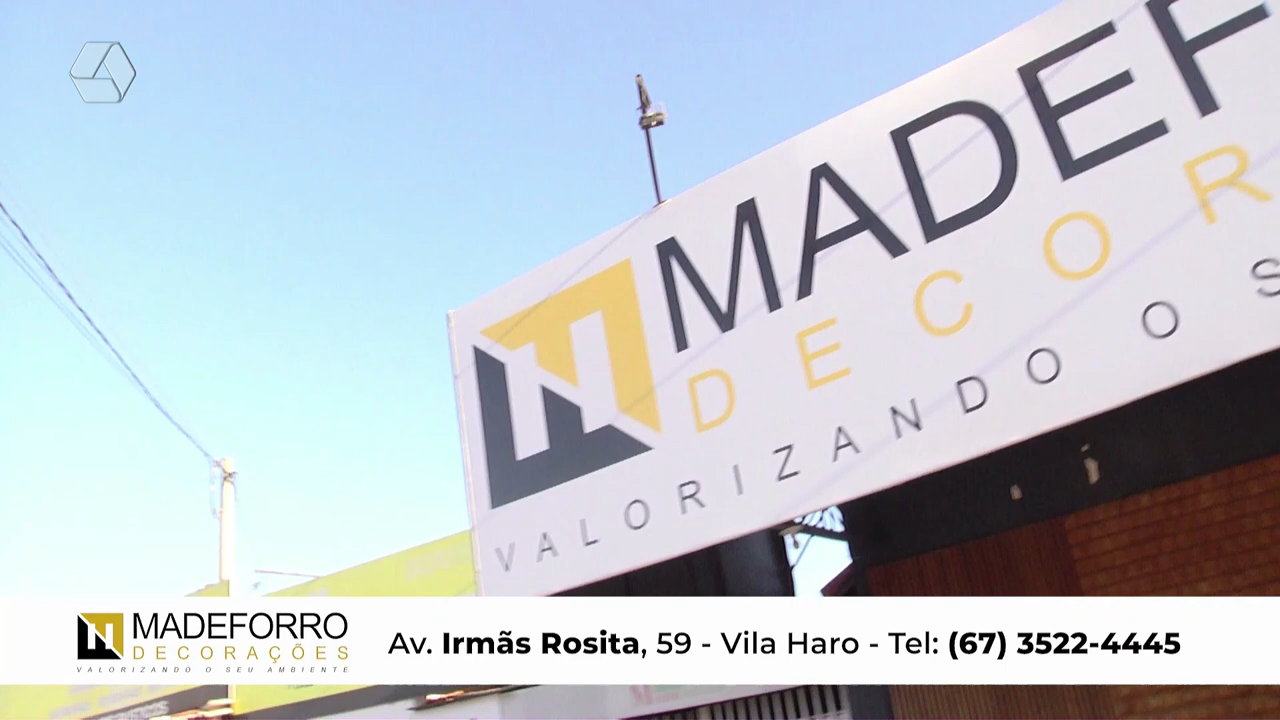 MADEF
DECOR
VALORIZANDO O S
MADEFORRO
DECORAÇÕES
VALORIZANDO O SEU AMBIENTE
Av. Irmãs Rosita, 59 - Vila Haro - Tel: (67) 3522-4445